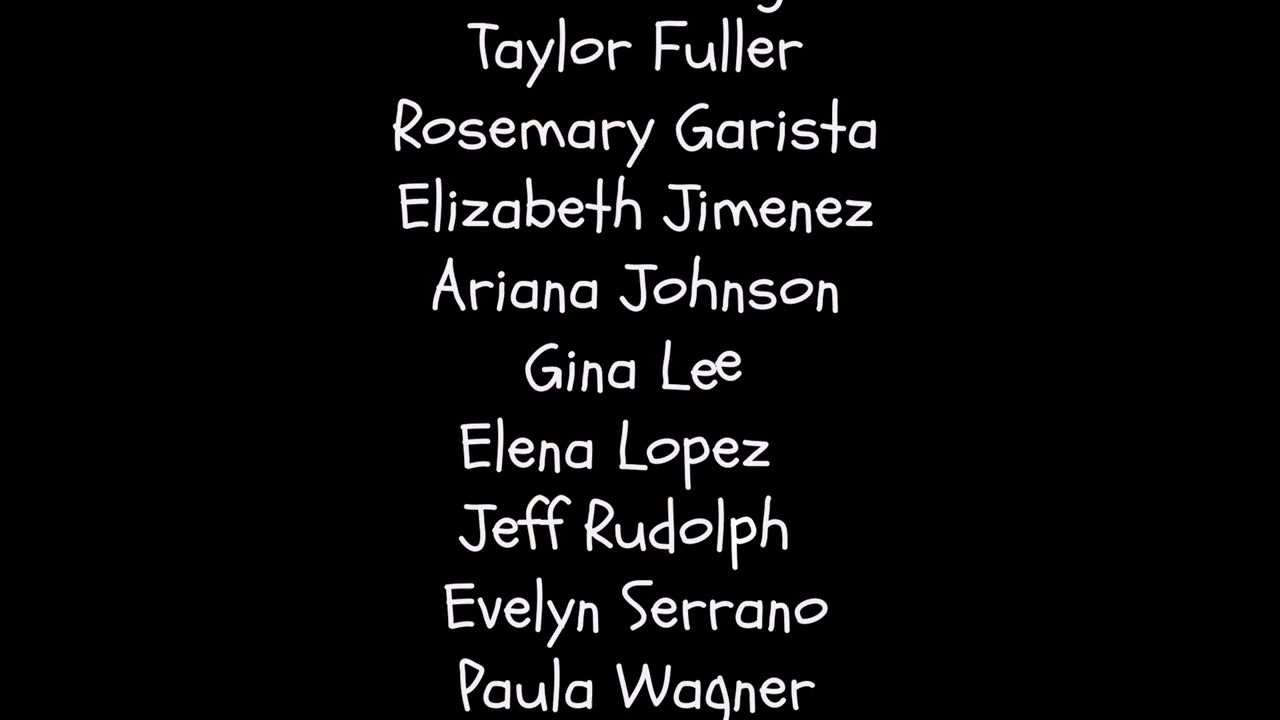 Taylor Fuller
Rosemary Garista
Elizabeth Jimenez
Ariana Johnson
Gina Lee
Elena Lopez
Jeff Rudolph
Evelyn Serrano
Paula Wagner